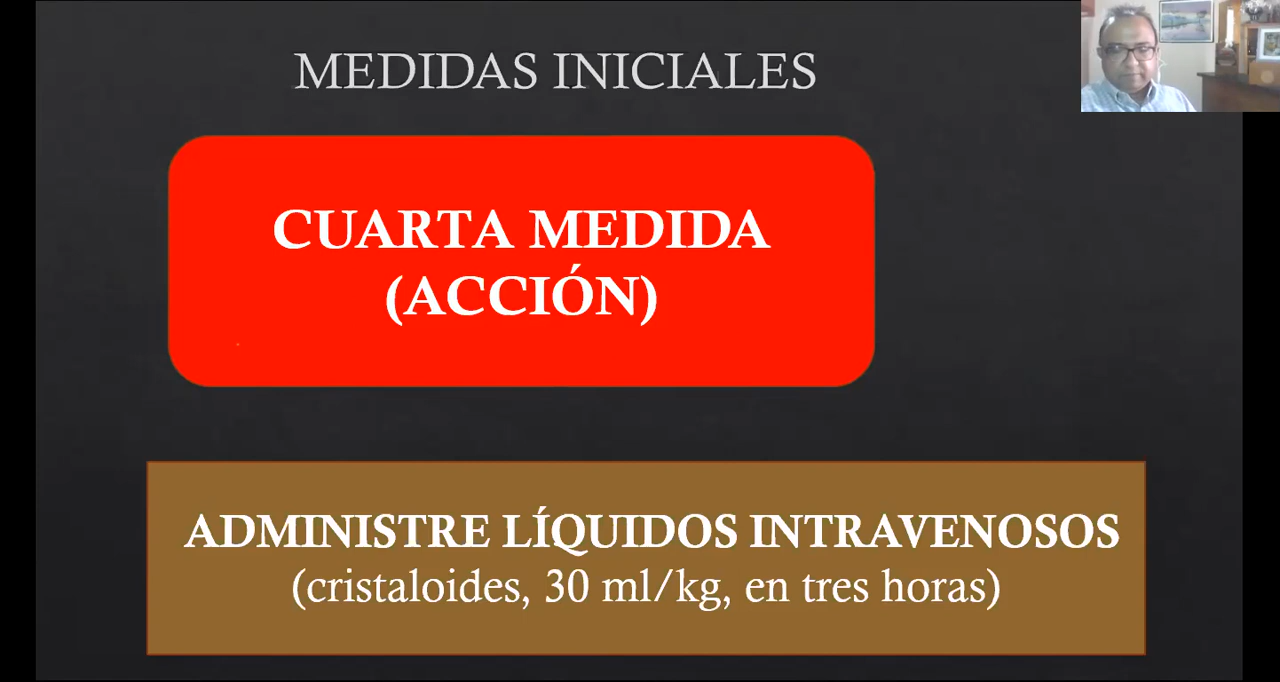 MEDIDAS INICIALES
CUARTA MEDIDA
(ACCIÓN)
ADMINISTRE LÍQUIDOS INTRAVENOSOS
(cristaloides, 30 ml/kg, en tres horas)